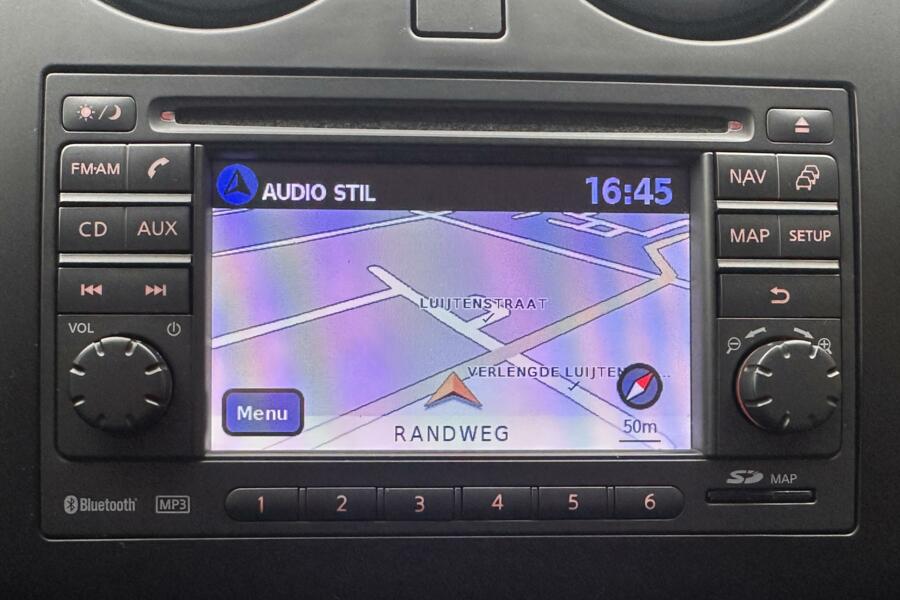 FM·AM
CD
AUX
VOL
AUDIO STIL
16:45
LUIJTENSTRAAT
VERLENGDE LUIJTEN...
Menu
RANDWEG
50m
NAV
MAP
SETUP
Bluetooth®
MP3
1 2 3 4 5 6
SD MAP